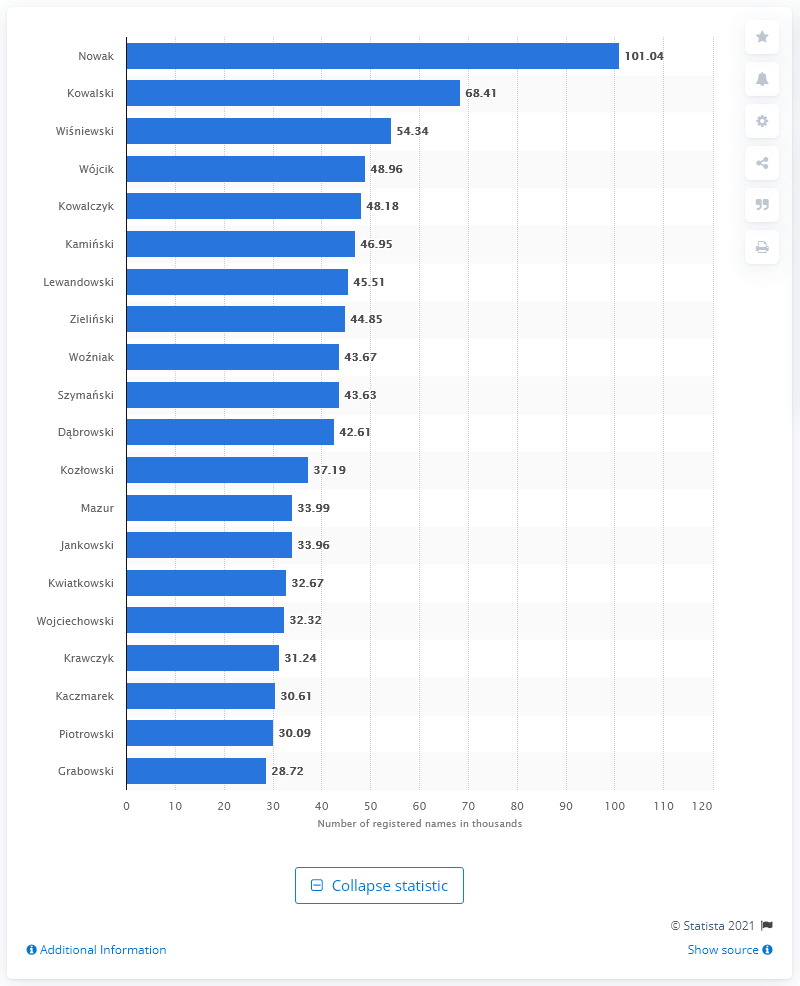 Nowak 101.04
Kowalski 68.41
Wiśniewski 54.34
Wójcik 48.96
Kowalczyk 48.18
Kamiński 46.95
Lewandowski 45.51
Zieliński 44.85
Woźniak 43.67
Szymański 43.63
Dąbrowski 42.61
Kozłowski 37.19
Mazur 33.99
Jankowski 33.96
Kwiatkowski 32.67
Wojciechowski 32.32
Krawczyk 31.24
Kaczmarek 30.61
Piotrowski 30.09
Grabowski 28.72
0 10 20 30 40 50 60 70 80 90 100 110 120
Number of registered names in thousands
Collapse statistic
© Statista 2021
Additional Information Show source